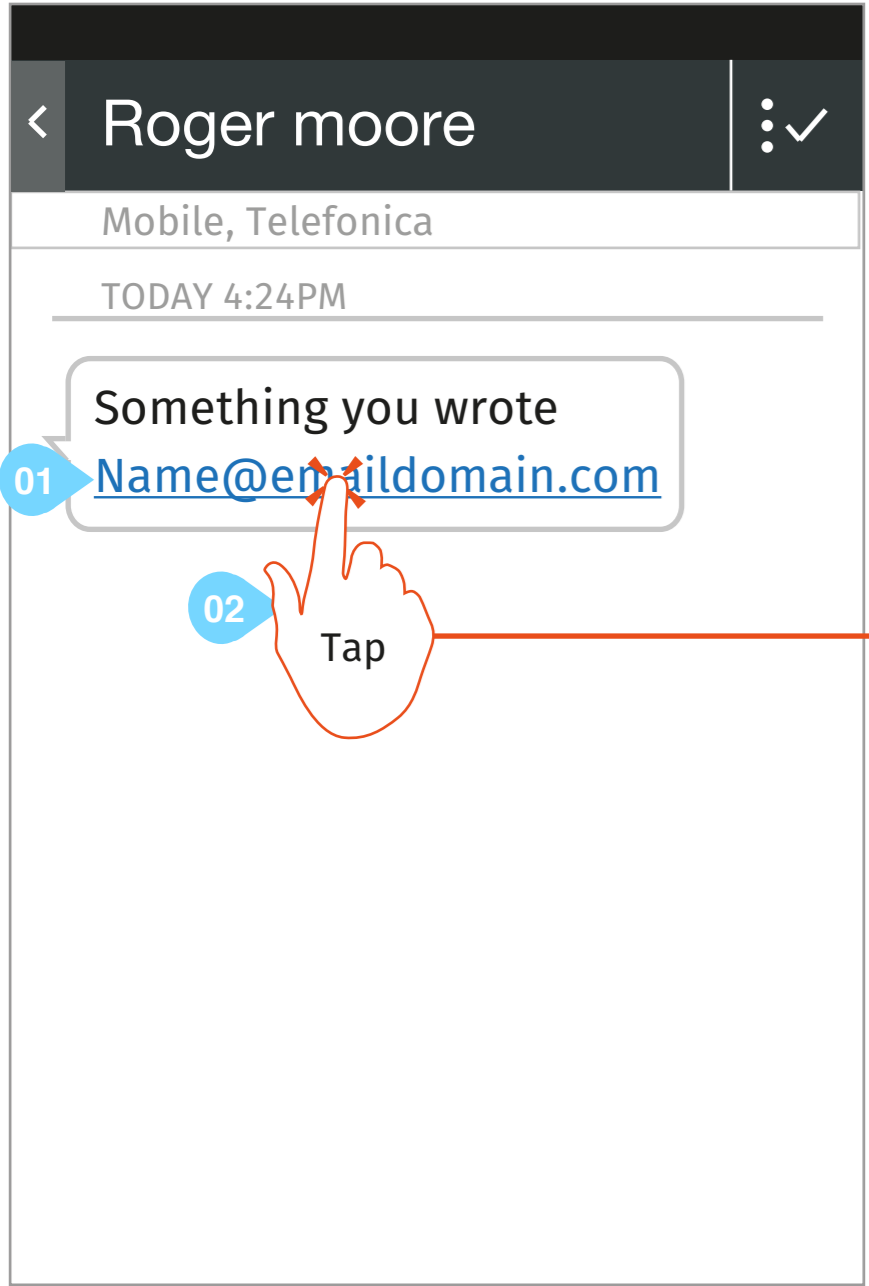 Roger moore
Mobile, Telefonica
TODAY 4:24PM
Something you wrote
01
Name@emaildomain.com
02
Tap